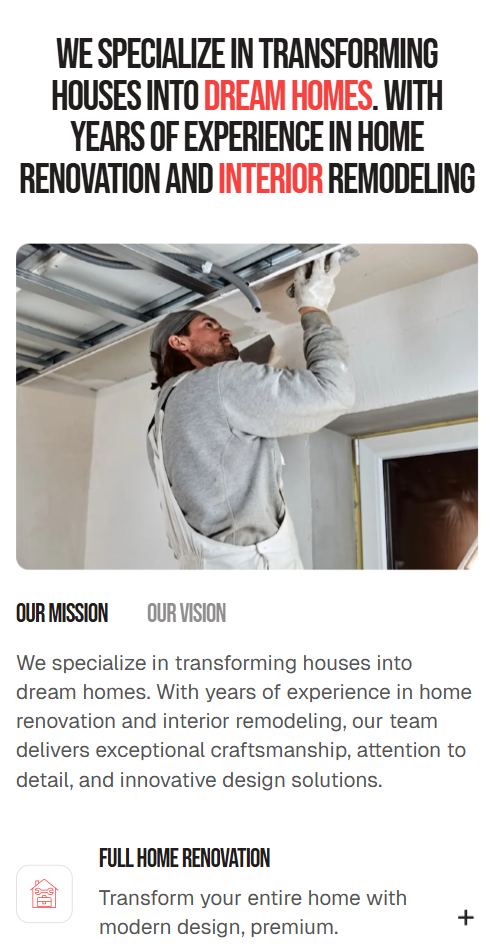 WE SPECIALIZE IN TRANSFORMING
HOUSES INTO DREAM HOMES. WITH
YEARS OF EXPERIENCE IN HOME
RENOVATION AND INTERIOR REMODELING
OUR MISSION
OUR VISION
We specialize in transforming houses into
dream homes. With years of experience in home
renovation and interior remodeling, our team
delivers exceptional craftsmanship, attention to
detail, and innovative design solutions.
FULL HOME RENOVATION
Transform your entire home with
modern design, premium.
+